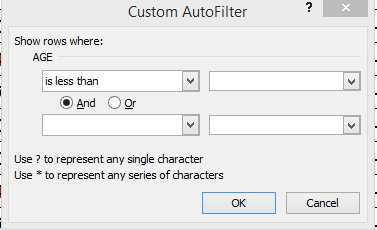 Custom AutoFilter ? ×
Show rows where:
AGE
is less than
And Or
Use ? to represent any single character
Use * to represent any series of characters
OK Cancel